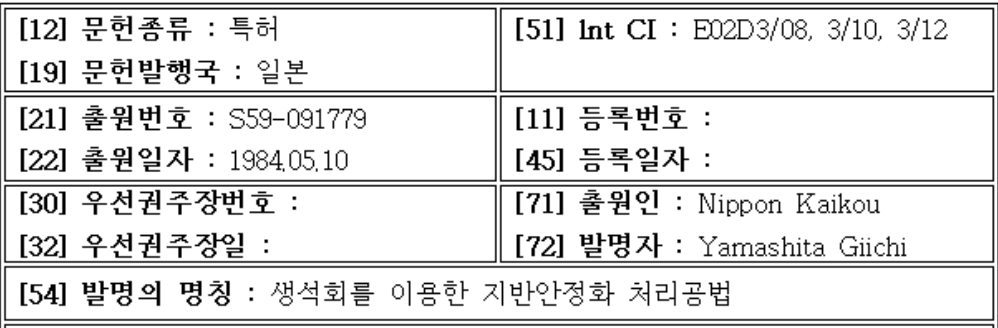 [12] 문헌종류 : 특허
[19] 문헌발행국 : 일본
[51] Int CI : E02D3/08, 3/10, 3/12
[21] 출원번호 : S59-091779
[22] 출원일자 : 1984.05.10
[11] 등록번호 :
[45] 등록일자 :
[30] 우선권주장번호 :
[32] 우선권주장일 :
[71] 출원인 : Nippon Kaikou
[72] 발명자 : Yamashita Giichi
[54] 발명의 명칭 : 생석회를 이용한 지반안정화 처리공법